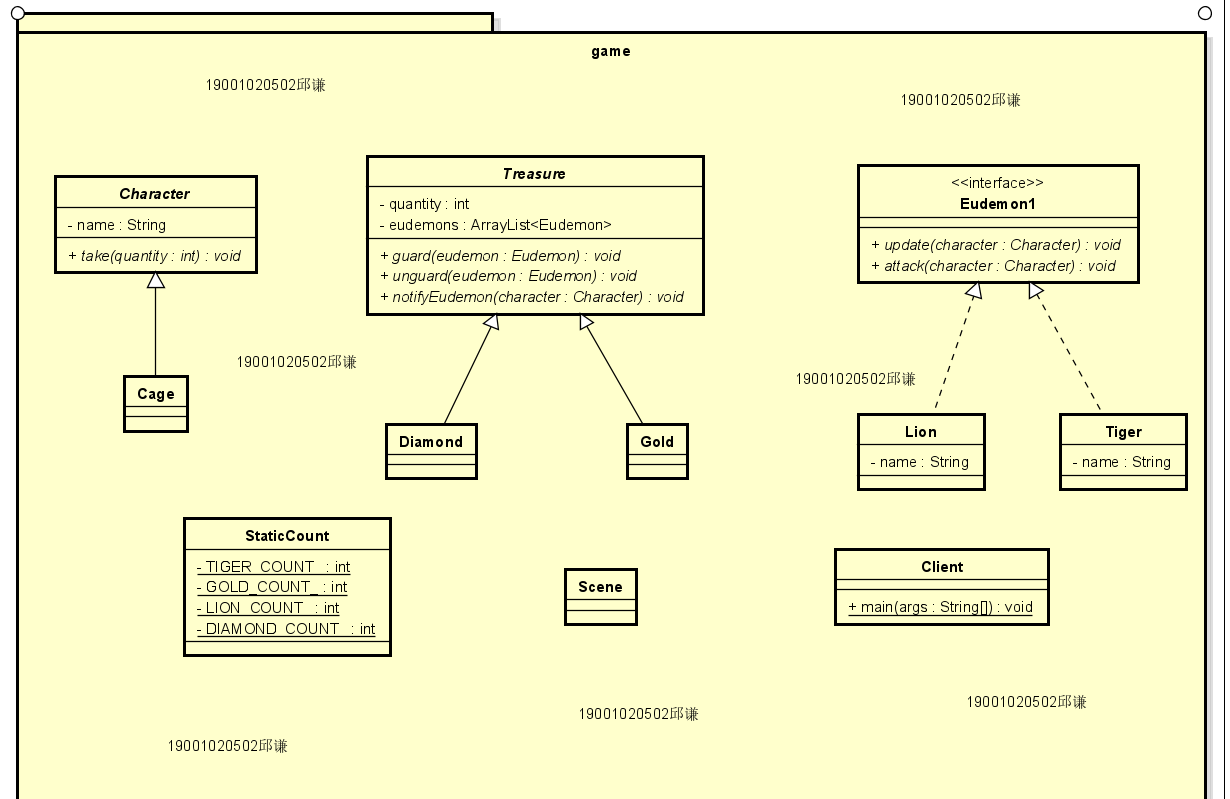 game
19001020502邱谦
19001020502邱谦
Character
- name : String
+ take(quantity : int) : void
Treasure
- quantity : int
- eudemons : ArrayList<Eudemon>
+ guard(eudemon : Eudemon) : void
+ unguard(eudemon : Eudemon) : void
+ notifyEudemon(character : Character) : void
<<interface>>
Eudemon1
+ update(character : Character) : void
+ attack(character : Character) : void
19001020502邱谦
19001020502邱谦
Cage
Diamond
Gold
Lion
- name : String
Tiger
- name : String
StaticCount
- TIGER_COUNT_ : int
- GOLD_COUNT_ : int
- LION_COUNT_ : int
- DIAMOND_COUNT_ : int
Scene
Client
+ main(args : String[]) : void
19001020502邱谦
19001020502邱谦
19001020502邱谦